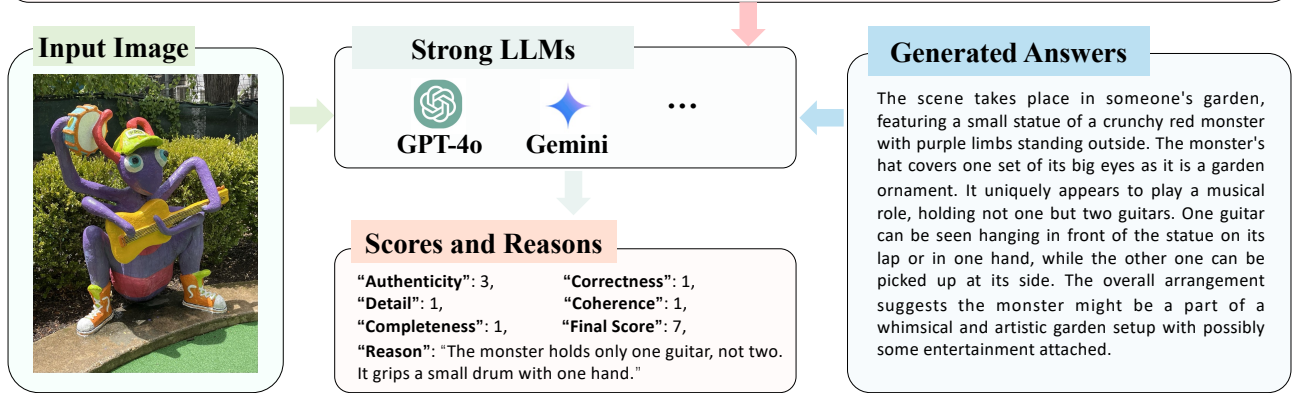 Input Image
Strong LLMs
GPT-4o
Gemini
...
Scores and Reasons
“Authenticity”: 3,
“Correctness”: 1,
“Detail”: 1,
“Coherence”: 1,
“Completeness”: 1,
“Final Score”: 7,
“Reason”: “The monster holds only one guitar, not two.
It grips a small drum with one hand.”
Generated Answers
The scene takes place in someone's garden,
featuring a small statue of a crunchy red monster
with purple limbs standing outside. The monster's
hat covers one set of its big eyes as it is a garden
ornament. It uniquely appears to play a musical
role, holding not one but two guitars. One guitar
can be seen hanging in front of the statue on its
lap or in one hand, while the other one can be
picked up at its side. The overall arrangement
suggests the monster might be a part of a
whimsical and artistic garden setup with possibly
some entertainment attached.